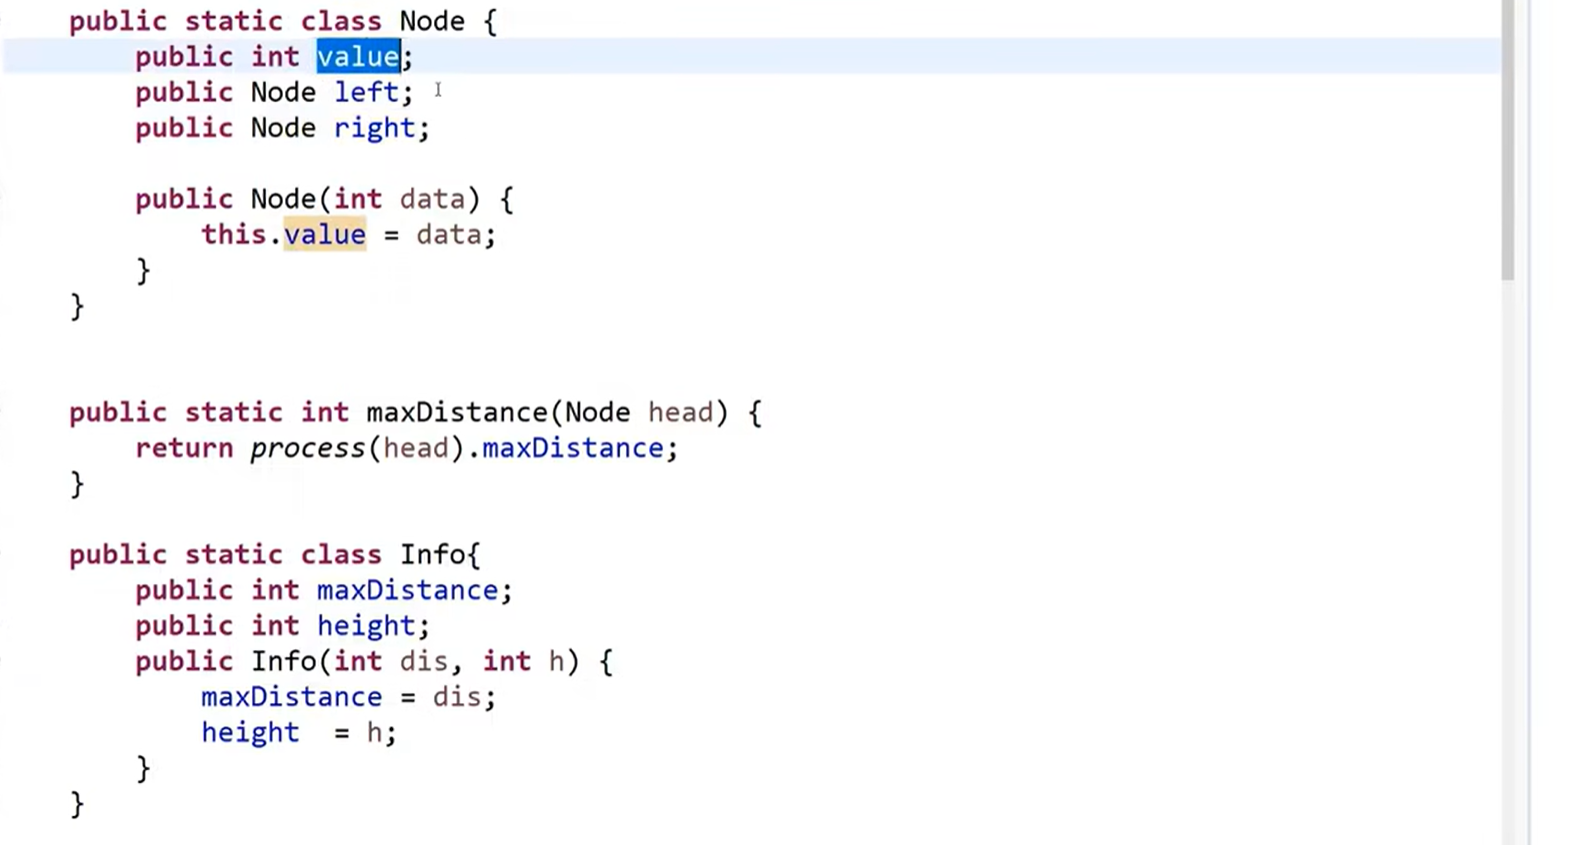 public static class Node {
public int value;
public Node left;
public Node right;
public Node(int data) {
this.value = data;
}
}
public static int maxDistance(Node head) {
return process(head).maxDistance;
}
public static class Info{
public int maxDistance;
public int height;
public Info(int dis, int h) {
maxDistance = dis;
height  = h;
}
}